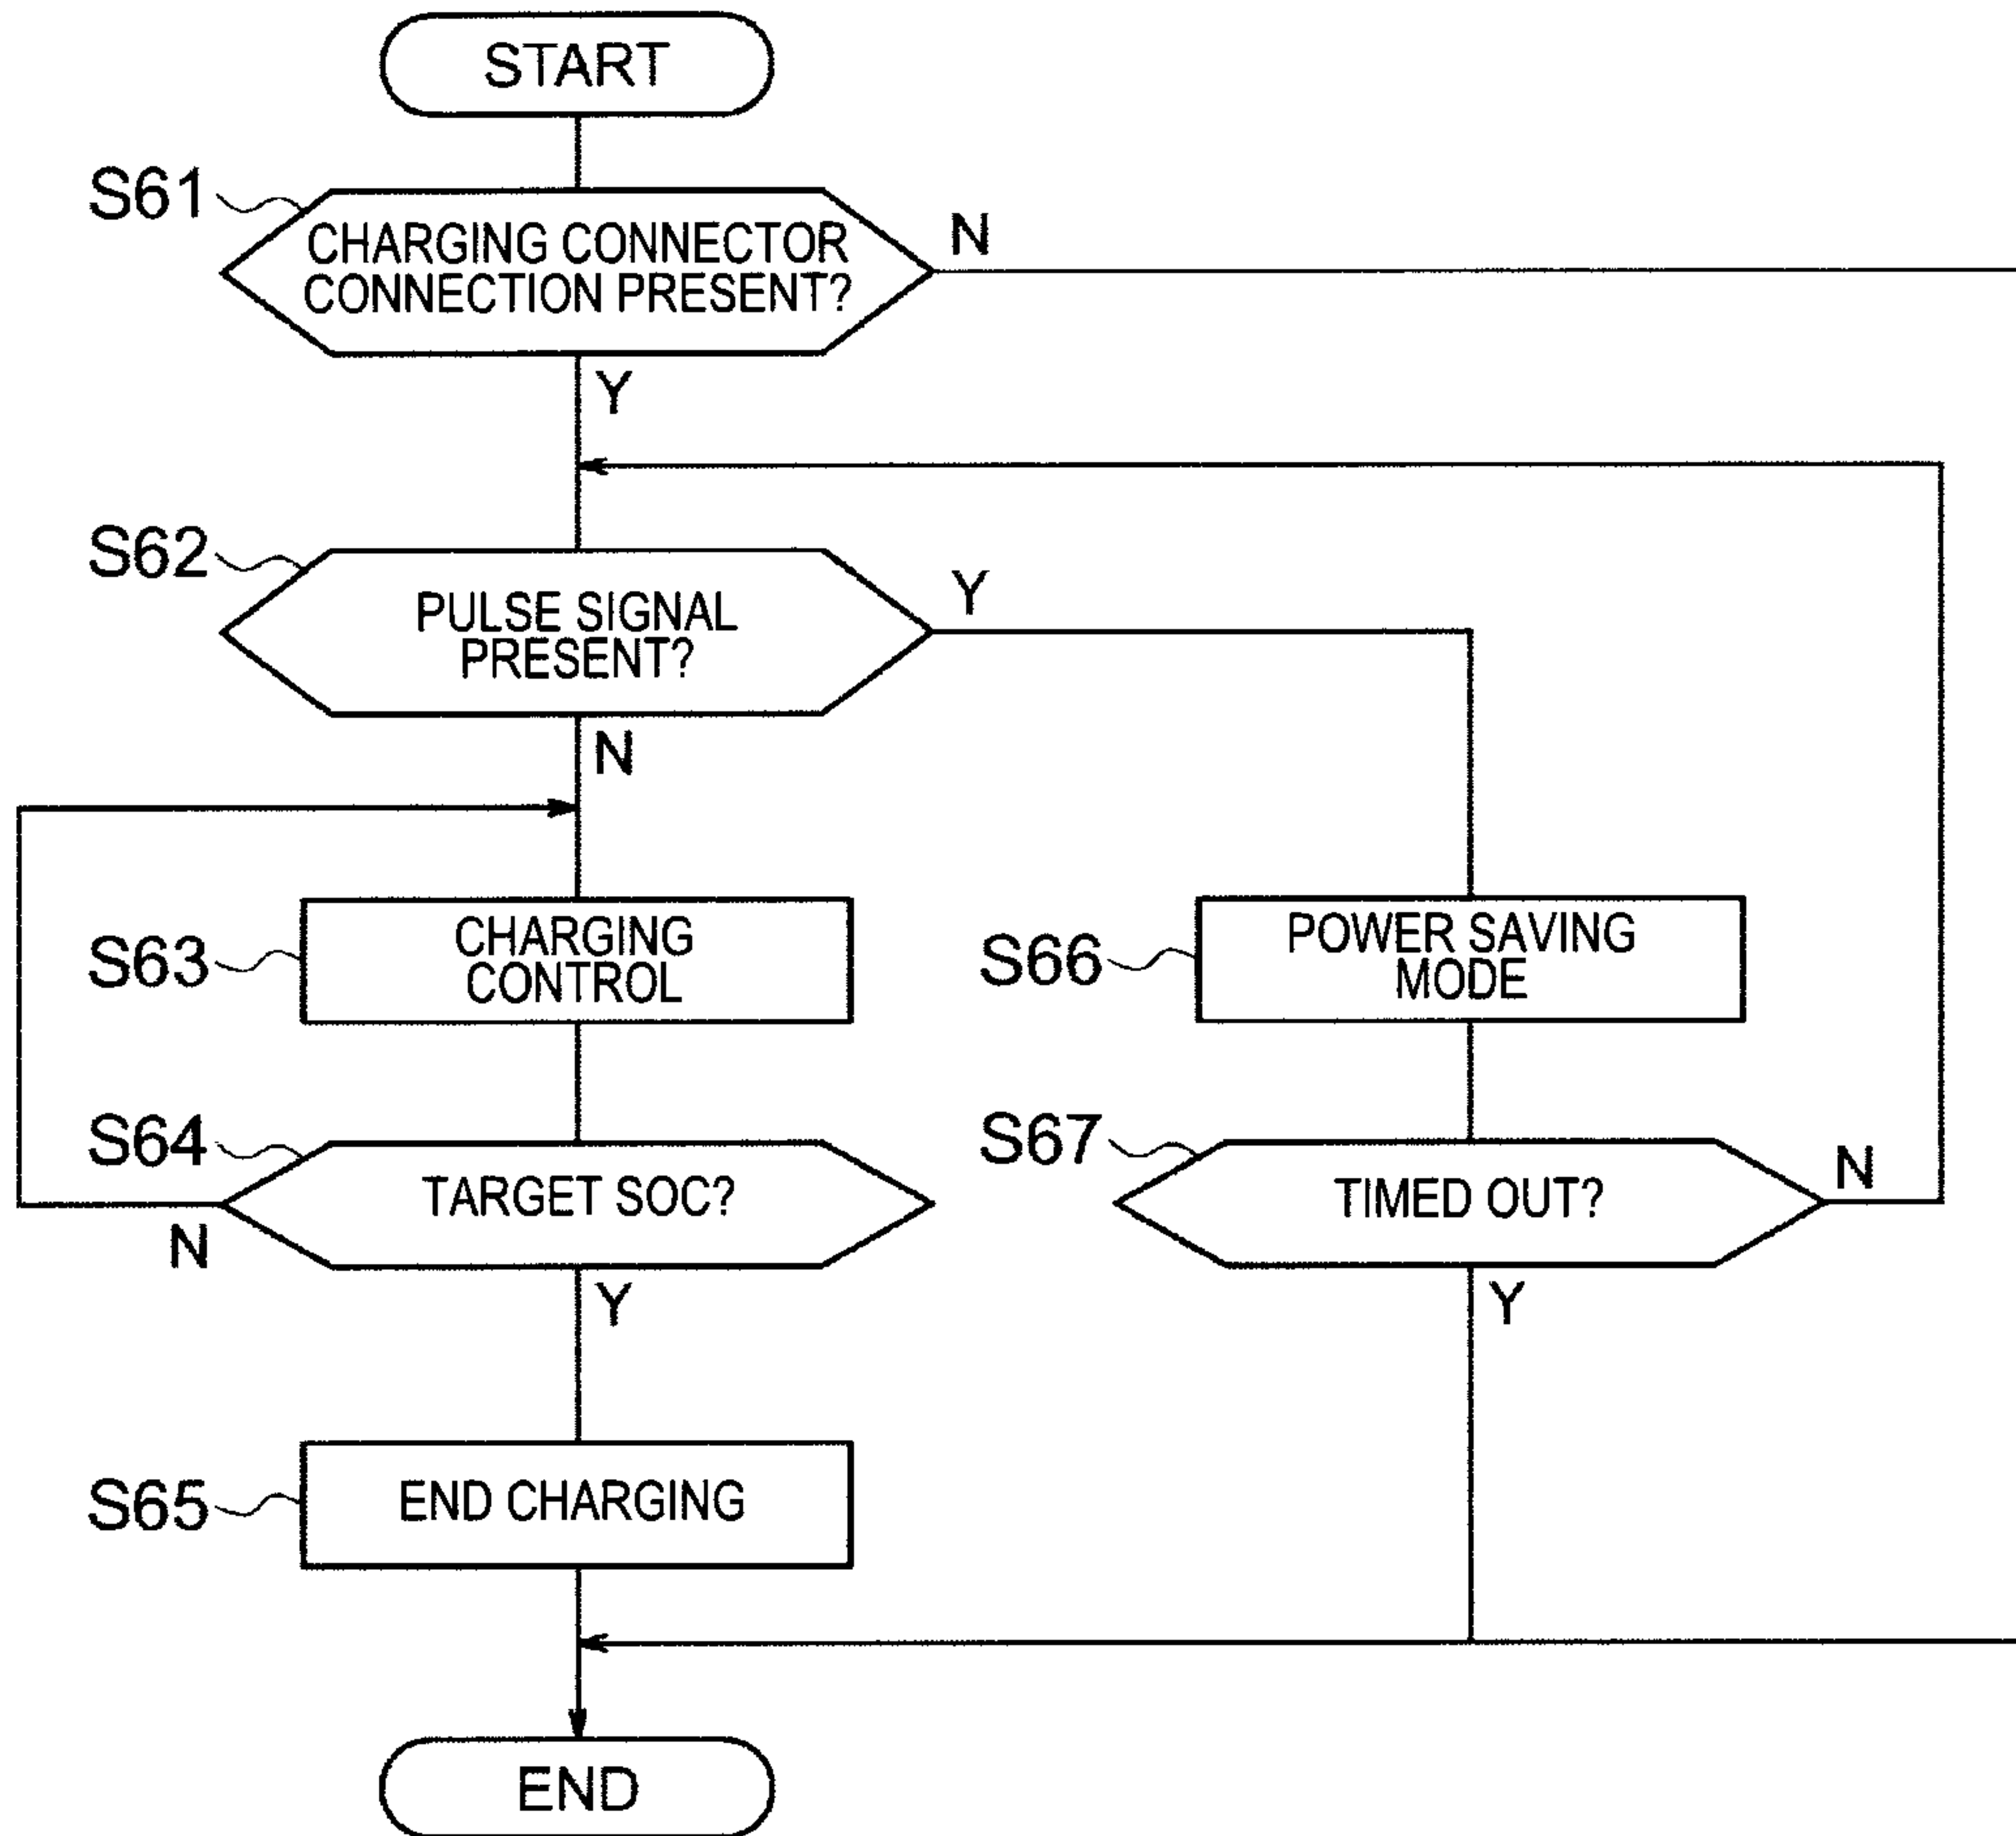 START
S61
CHARGING CONNECTOR
CONNECTION PRESENT?
N
Y
S62
PULSE SIGNAL
PRESENT?
Y
N
S63
CHARGING
CONTROL
S66
POWER SAVING
MODE
S64
TARGET SOC?
N
Y
S67
TIMED OUT?
N
Y
S65
END CHARGING
END